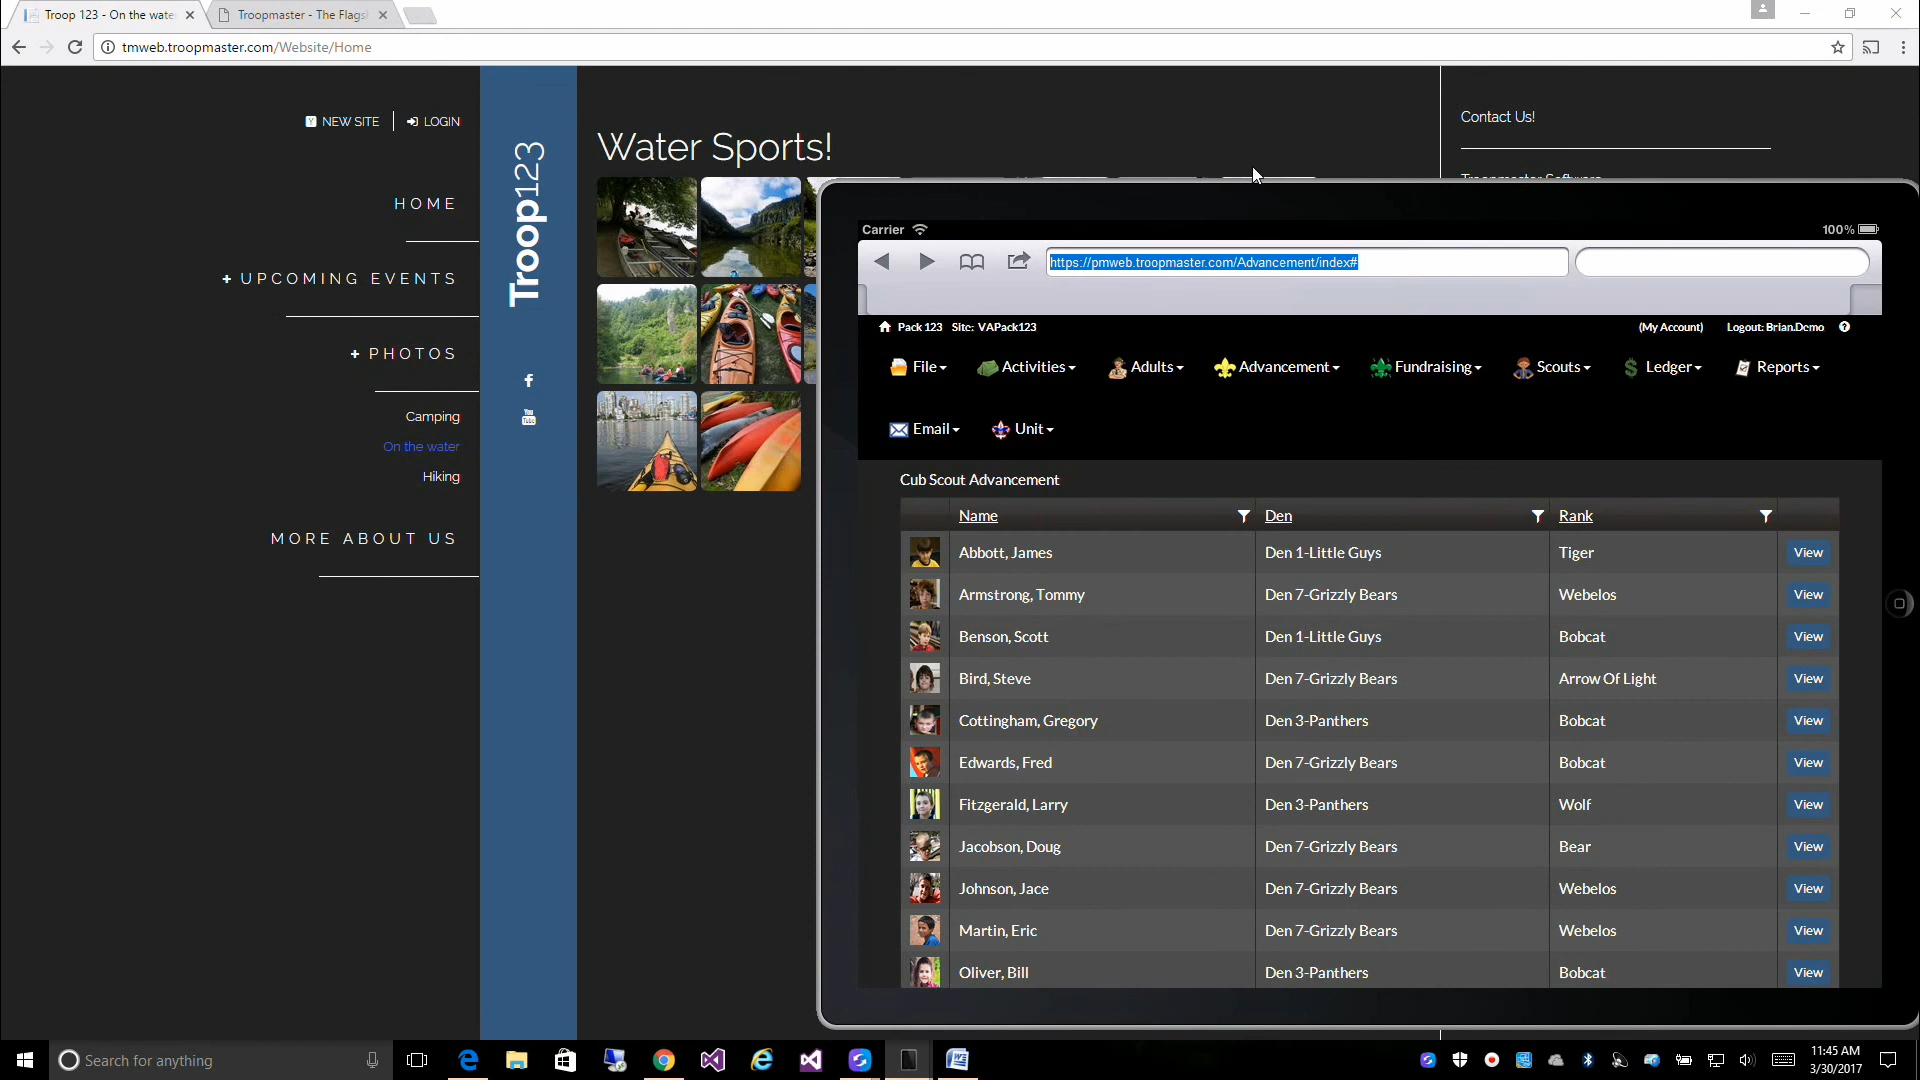 Troop 123 - On the wate
Troopmaster - The Flags
tmweb.troopmaster.com/Website/Home
NEW SITE
LOGIN
HOME
+ UPCOMING EVENTS
+ PHOTOS
Camping
On the water
Hiking
MORE ABOUT US
Troop123
You
Tube
Water Sports!
Contact Us!
Troopmaster Software
Carrier
100%
https://pmweb.troopmaster.com/Advancement/index#
Pack 123 Site: VAPack123
(My Account) Logout: Brian.Demo
File
Activities
Adults
Advancement
Fundraising
Scouts
Ledger
Reports
Email
Unit
Cub Scout Advancement
Name Den Rank
Abbott, James Den 1-Little Guys Tiger View
Armstrong, Tommy Den 7-Grizzly Bears Webelos View
Benson, Scott Den 1-Little Guys Bobcat View
Bird, Steve Den 7-Grizzly Bears Arrow Of Light View
Cottingham, Gregory Den 3-Panthers Bobcat View
Edwards, Fred Den 7-Grizzly Bears Bobcat View
Fitzgerald, Larry Den 3-Panthers Wolf View
Jacobson, Doug Den 7-Grizzly Bears Bear View
Johnson, Jace Den 7-Grizzly Bears Webelos View
Martin, Eric Den 7-Grizzly Bears Webelos View
Oliver, Bill Den 3-Panthers Bobcat View
Search for anything
11:45 AM
3/30/2017